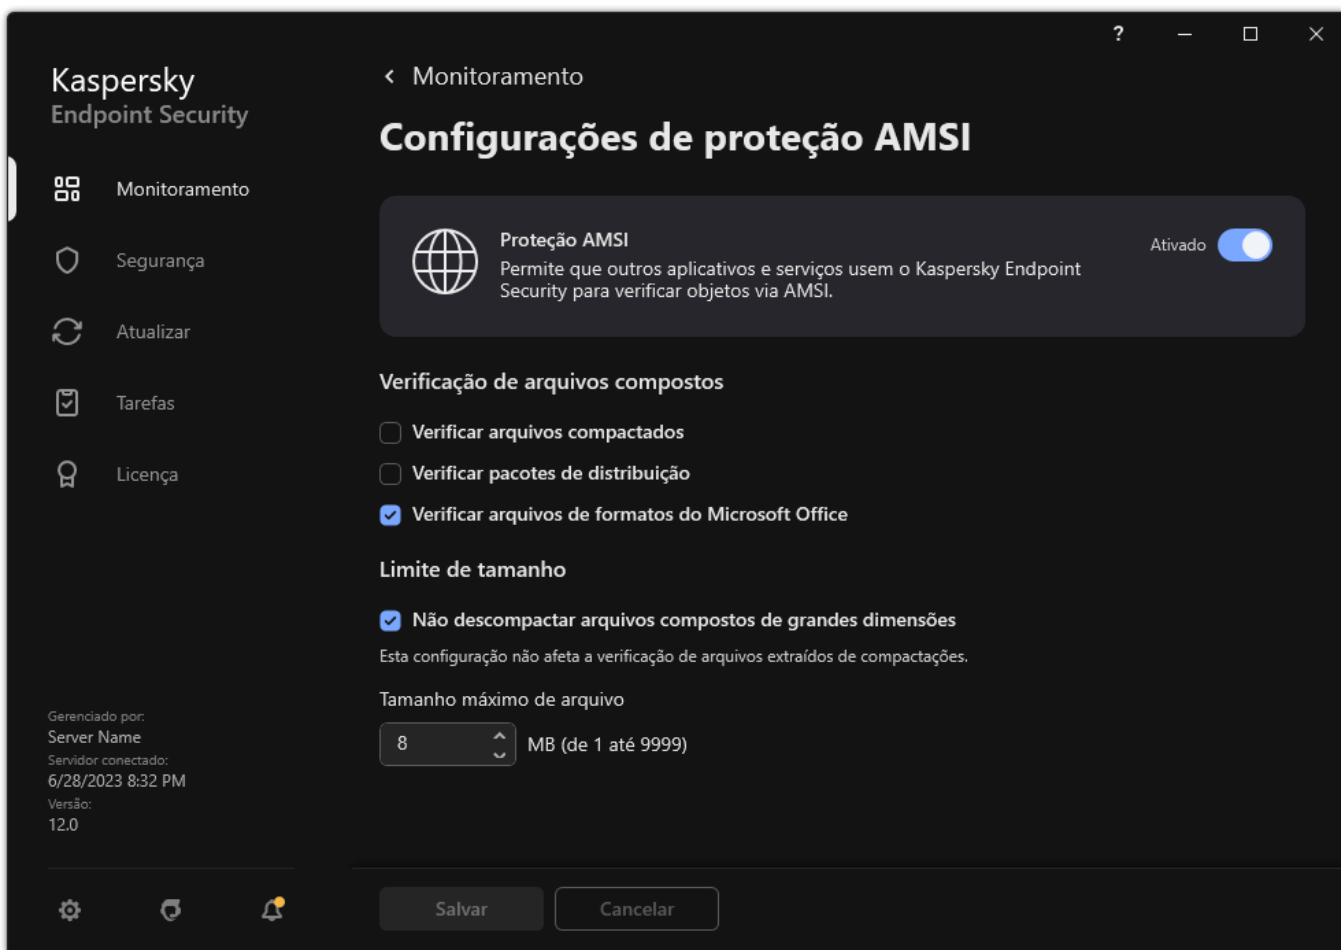 ?
Kaspersky
Endpoint Security
Monitoramento
Segurança
Atualizar
Tarefas
Licença
Gerenciado por:
Server Name
Servidor conectado:
6/28/2023 8:32 PM
Versão:
12.0
Monitoramento
Configurações de proteção AMSI
Proteção AMSI
Permite que outros aplicativos e serviços usem o Kaspersky Endpoint
Security para verificar objetos via AMSI.
Ativado
Verificação de arquivos compostos
Verificar arquivos compactados
Verificar pacotes de distribuição
Verificar arquivos de formatos do Microsoft Office
Limite de tamanho
Não descompactar arquivos compostos de grandes dimensões
Esta configuração não afeta a verificação de arquivos extraídos de compactações.
Tamanho máximo de arquivo
8 MB (de 1 até 9999)
Salvar Cancelar